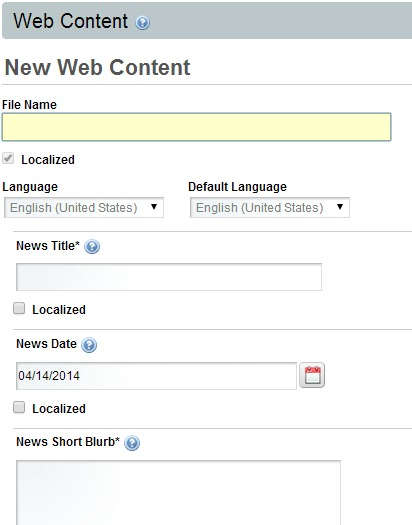 Web Content
New Web Content
File Name
Localized
Language Default Language
English (United States) English (United States)
News Title*
Localized
News Date
04/14/2014
Localized
News Short Blurb*